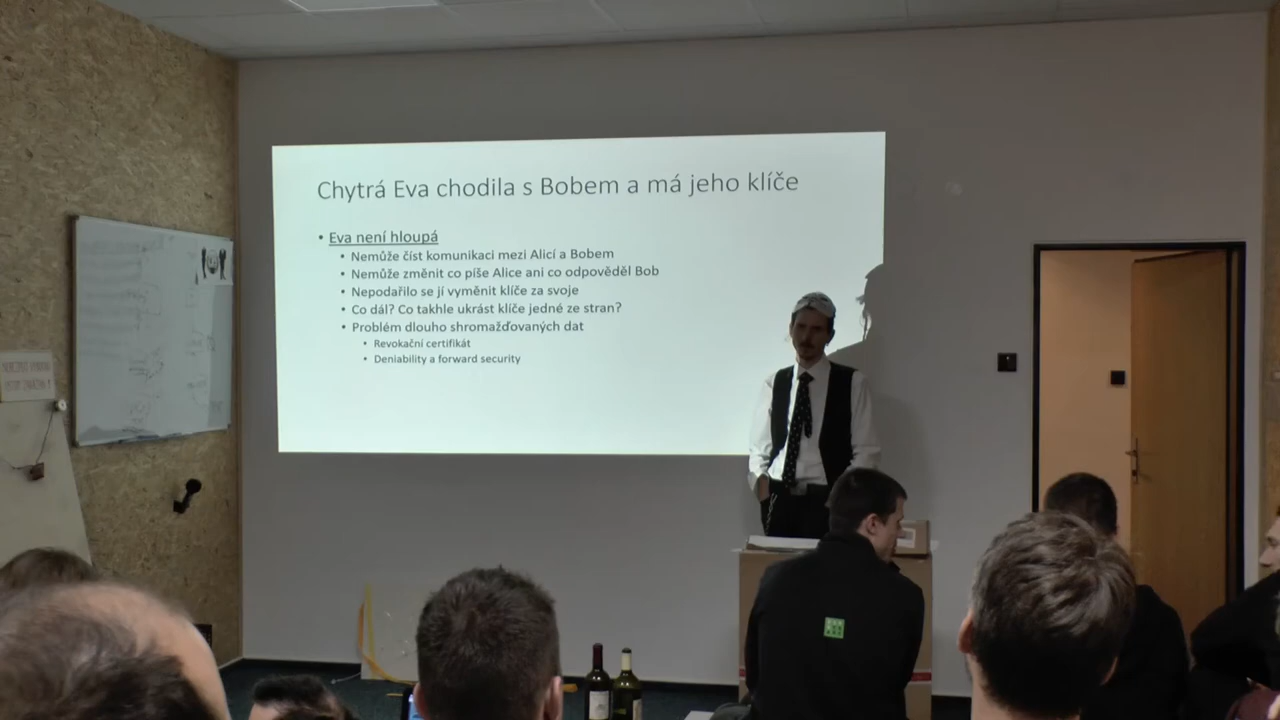 Chytrá Eva chodila s Bobem a má jeho klíče
• Eva není hloupá
• Nemůže číst komunikaci mezi Alicí a Bobem
• Nemůže změnit co píše Alice ani co odpověděl Bob
• Nepodařilo se jí vyměnit klíče za svoje
• Co dál? Co takhle ukrást klíče jedné ze stran?
• Problém dlouho shromažďovaných dat
• Revokační certifikát
• Deniability a forward security